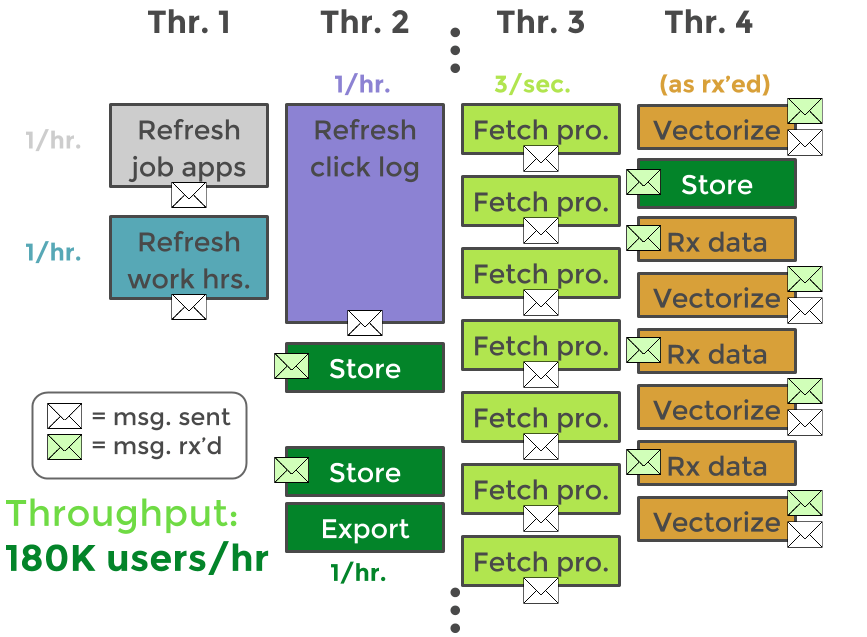 Thr. 1
Thr. 2
Thr. 3
Thr. 4
1/hr.
3/sec.
(as rx'ed)
1/hr.
Refresh
job apps
1/hr.
Refresh
work hrs.
Refresh
click log
Store
Store
Export
1/hr.
Fetch pro.
Fetch pro.
Fetch pro.
Fetch pro.
Fetch pro.
Fetch pro.
Fetch pro.
Vectorize
Store
Rx data
Vectorize
Rx data
Vectorize
Rx data
Vectorize
= msg. sent
= msg. rx'd
Throughput:
180K users/hr